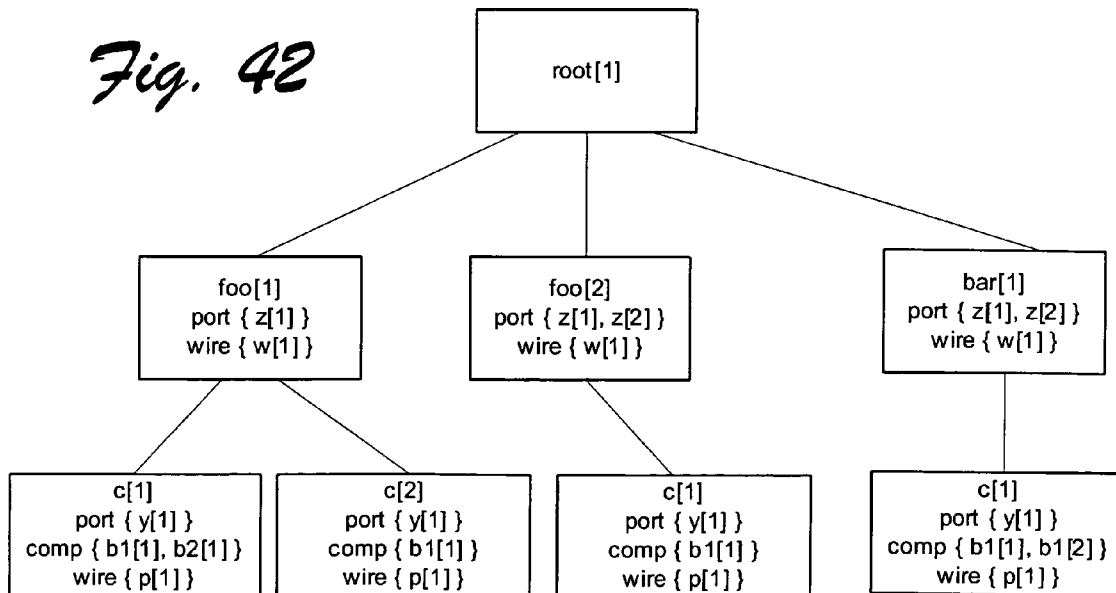 Fig. 42
root[1]
foo[1]
port { z[1] }
wire { w[1] }
foo[2]
port { z[1], z[2] }
wire { w[1] }
bar[1]
port { z[1], z[2] }
wire { w[1] }
c[1]
port { y[1] }
comp { b1[1], b2[1] }
wire { p[1] }
c[2]
port { y[1] }
comp { b1[1] }
wire { p[1] }
c[1]
port { y[1] }
comp { b1[1] }
wire { p[1] }
c[1]
port { y[1] }
comp { b1[1], b1[2] }
wire { p[1] }